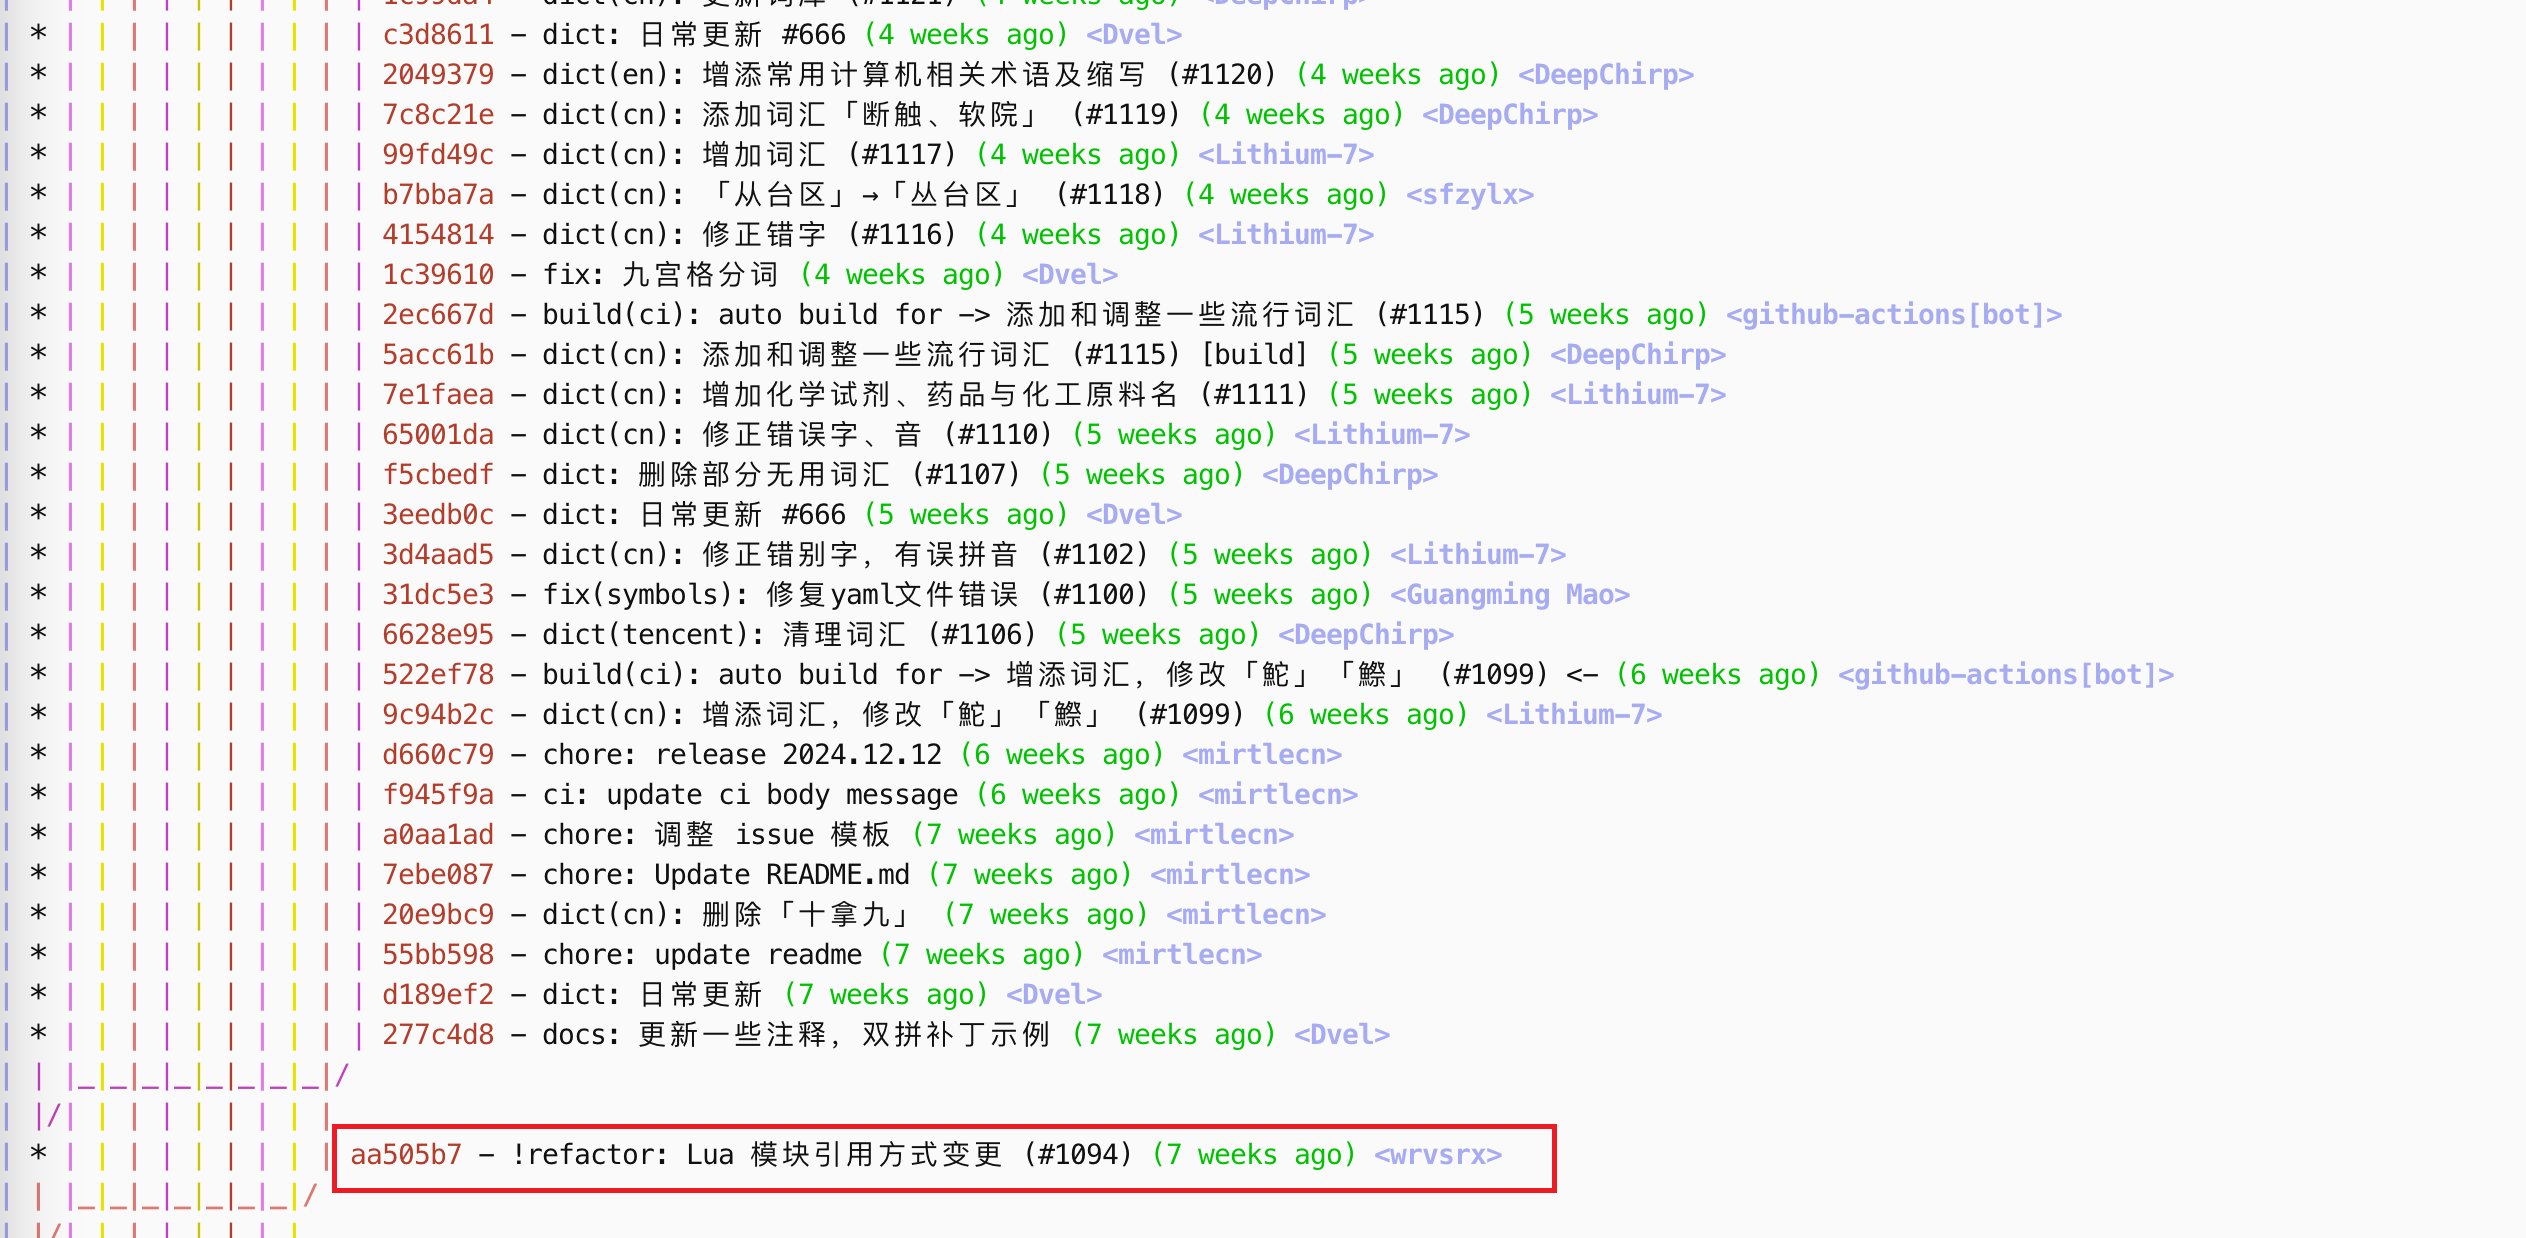 * c3d8611 - dict: 日常更新 #666 (4 weeks ago) <Dvel>
* 2049379 - dict(en): 增添常用计算机相关术语及缩写 (#1120) (4 weeks ago) <DeepChirp>
* 7c8c21e - dict(cn): 添加词汇「断触、软院」 (#1119) (4 weeks ago) <DeepChirp>
* 99fd49c - dict(cn): 增加词汇 (#1117) (4 weeks ago) <Lithium-7>
* b7bba7a - dict(cn): 「从台区」→「丛台区」 (#1118) (4 weeks ago) <sfzylx>
* 4154814 - dict(cn): 修正错字 (#1116) (4 weeks ago) <Lithium-7>
* 1c39610 - fix: 九宫格分词 (4 weeks ago) <Dvel>
* 2ec667d - build(ci): auto build for -> 添加和调整一些流行词汇 (#1115) (5 weeks ago) <github-actions[bot]>
* 5acc61b - dict(cn): 添加和调整一些流行词汇 (#1115) [build] (5 weeks ago) <DeepChirp>
* 7e1faea - dict(cn): 增加化学试剂、药品与化工原料名 (#1111) (5 weeks ago) <Lithium-7>
* 65001da - dict(cn): 修正错误字、音 (#1110) (5 weeks ago) <Lithium-7>
* f5cbedf - dict: 删除部分无用词汇 (#1107) (5 weeks ago) <DeepChirp>
* 3eedb0c - dict: 日常更新 #666 (5 weeks ago) <Dvel>
* 3d4aad5 - dict(cn): 修正错别字，有误拼音 (#1102) (5 weeks ago) <Lithium-7>
* 31dc5e3 - fix(symbols): 修复yaml文件错误 (#1100) (5 weeks ago) <Guangming Mao>
* 6628e95 - dict(tencent): 清理词汇 (#1106) (5 weeks ago) <DeepChirp>
* 522ef78 - build(ci): auto build for -> 增添词汇，修改「鮀」「鰶」 (#1099) <- (6 weeks ago) <github-actions[bot]>
* 9c94b2c - dict(cn): 增添词汇，修改「鮀」「鰶」 (#1099) (6 weeks ago) <Lithium-7>
* d660c79 - chore: release 2024.12.12 (6 weeks ago) <mirtlecn>
* f945f9a - ci: update ci body message (6 weeks ago) <mirtlecn>
* a0aa1ad - chore: 调整 issue 模板 (7 weeks ago) <mirtlecn>
* 7ebe087 - chore: Update README.md (7 weeks ago) <mirtlecn>
* 20e9bc9 - dict(cn): 删除「十拿九」 (7 weeks ago) <mirtlecn>
* 55bb598 - chore: update readme (7 weeks ago) <mirtlecn>
* d189ef2 - dict: 日常更新 (7 weeks ago) <Dvel>
* 277c4d8 - docs: 更新一些注释，双拼补丁示例 (7 weeks ago) <Dvel>
* aa505b7 - !refactor: Lua 模块引用方式变更 (#1094) (7 weeks ago) <wrvsrx>